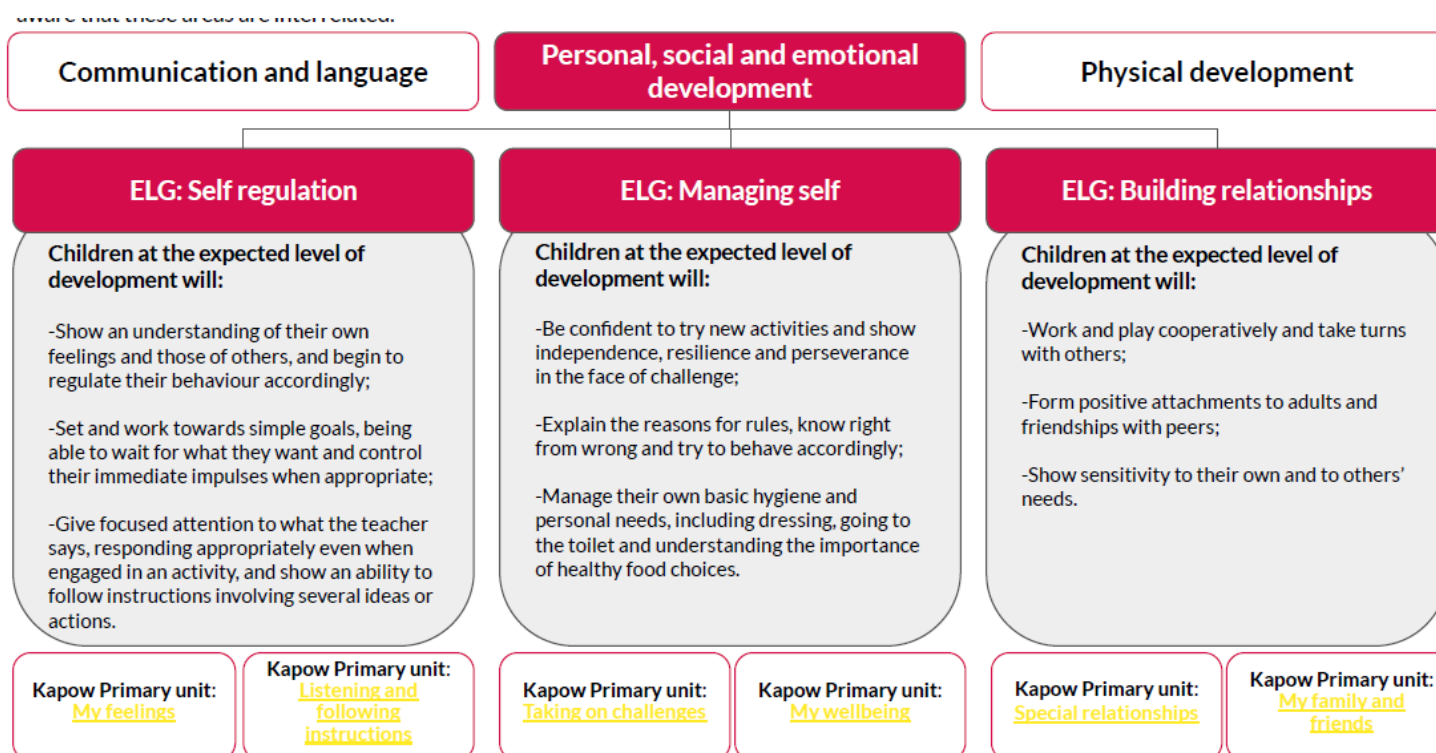 aware that these areas are interrelated.
Communication and language
Personal, social and emotional
development
Physical development
ELG: Self regulation
Children at the expected level of
development will:
-Show an understanding of their own
feelings and those of others, and begin to
regulate their behaviour accordingly;
-Set and work towards simple goals, being
able to wait for what they want and control
their immediate impulses when appropriate;
-Give focused attention to what the teacher
says, responding appropriately even when
engaged in an activity, and show an ability to
follow instructions involving several ideas or
actions.
Kapow Primary unit:
My feelings
Kapow Primary unit:
Listening and
following
instructions
ELG: Managing self
Children at the expected level of
development will:
-Be confident to try new activities and show
independence, resilience and perseverance
in the face of challenge;
-Explain the reasons for rules, know right
from wrong and try to behave accordingly;
-Manage their own basic hygiene and
personal needs, including dressing, going to
the toilet and understanding the importance
of healthy food choices.
Kapow Primary unit:
Taking on challenges
Kapow Primary unit:
My wellbeing
ELG: Building relationships
Children at the expected level of
development will:
-Work and play cooperatively and take turns
with others;
-Form positive attachments to adults and
friendships with peers;
-Show sensitivity to their own and to others’
needs.
Kapow Primary unit:
Special relationships
Kapow Primary unit:
My family and
friends